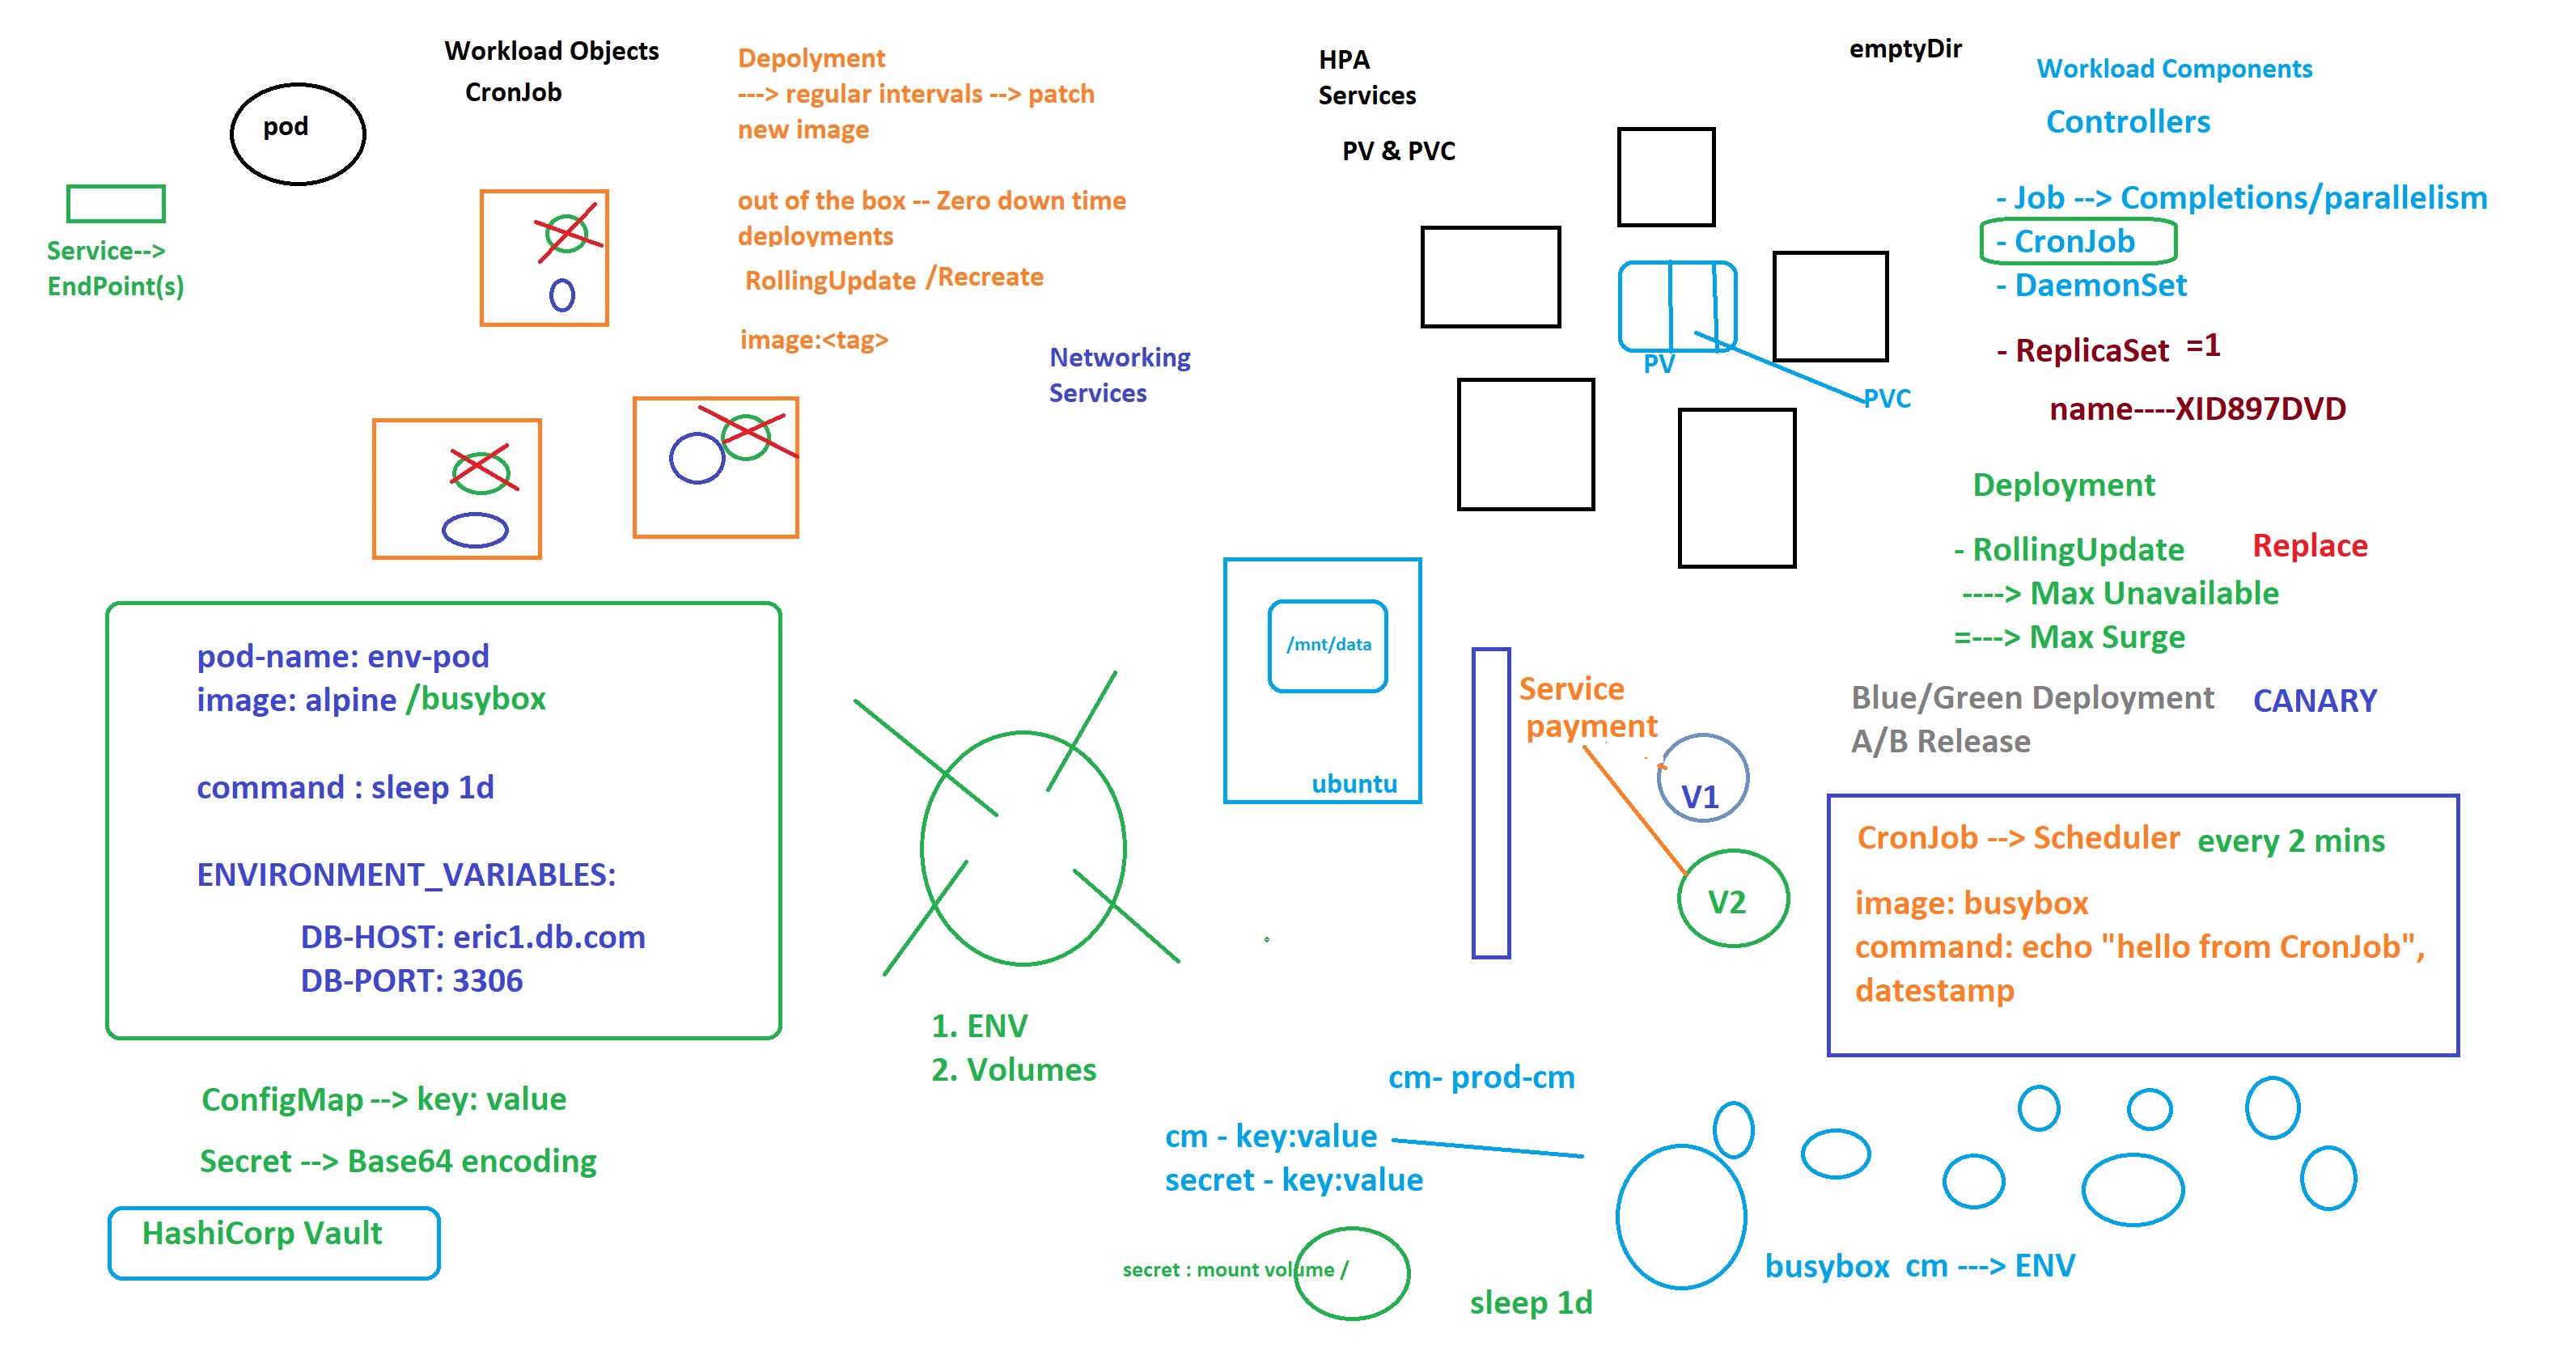 Workload Objects
CronJob
pod
Service-->
EndPoint(s)
Depolyment
---> regular intervals --> patch
new image
out of the box -- Zero down time
deployments
RollingUpdate /Recreate
image:<tag>
Networking
Services
HPA
Services
PV & PVC
emptyDir
PV
PVC
Workload Components
Controllers
- Job --> Completions/parallelism
- CronJob
- DaemonSet
- ReplicaSet =1
name----XID897DVD
Deployment
- RollingUpdate Replace
----> Max Unavailable
=---> Max Surge
Blue/Green Deployment CANARY
A/B Release
pod-name: env-pod
image: alpine /busybox
command : sleep 1d
ENVIRONMENT_VARIABLES:
DB-HOST: eric1.db.com
DB-PORT: 3306
ConfigMap --> key: value
Secret --> Base64 encoding
HashiCorp Vault
1. ENV
2. Volumes
/mnt/data
ubuntu
Service
payment
V1
V2
CronJob --> Scheduler every 2 mins
image: busybox
command: echo "hello from CronJob",
datestamp
cm- prod-cm
cm - key:value
secret - key:value
secret : mount volume /
sleep 1d
busybox cm ---> ENV